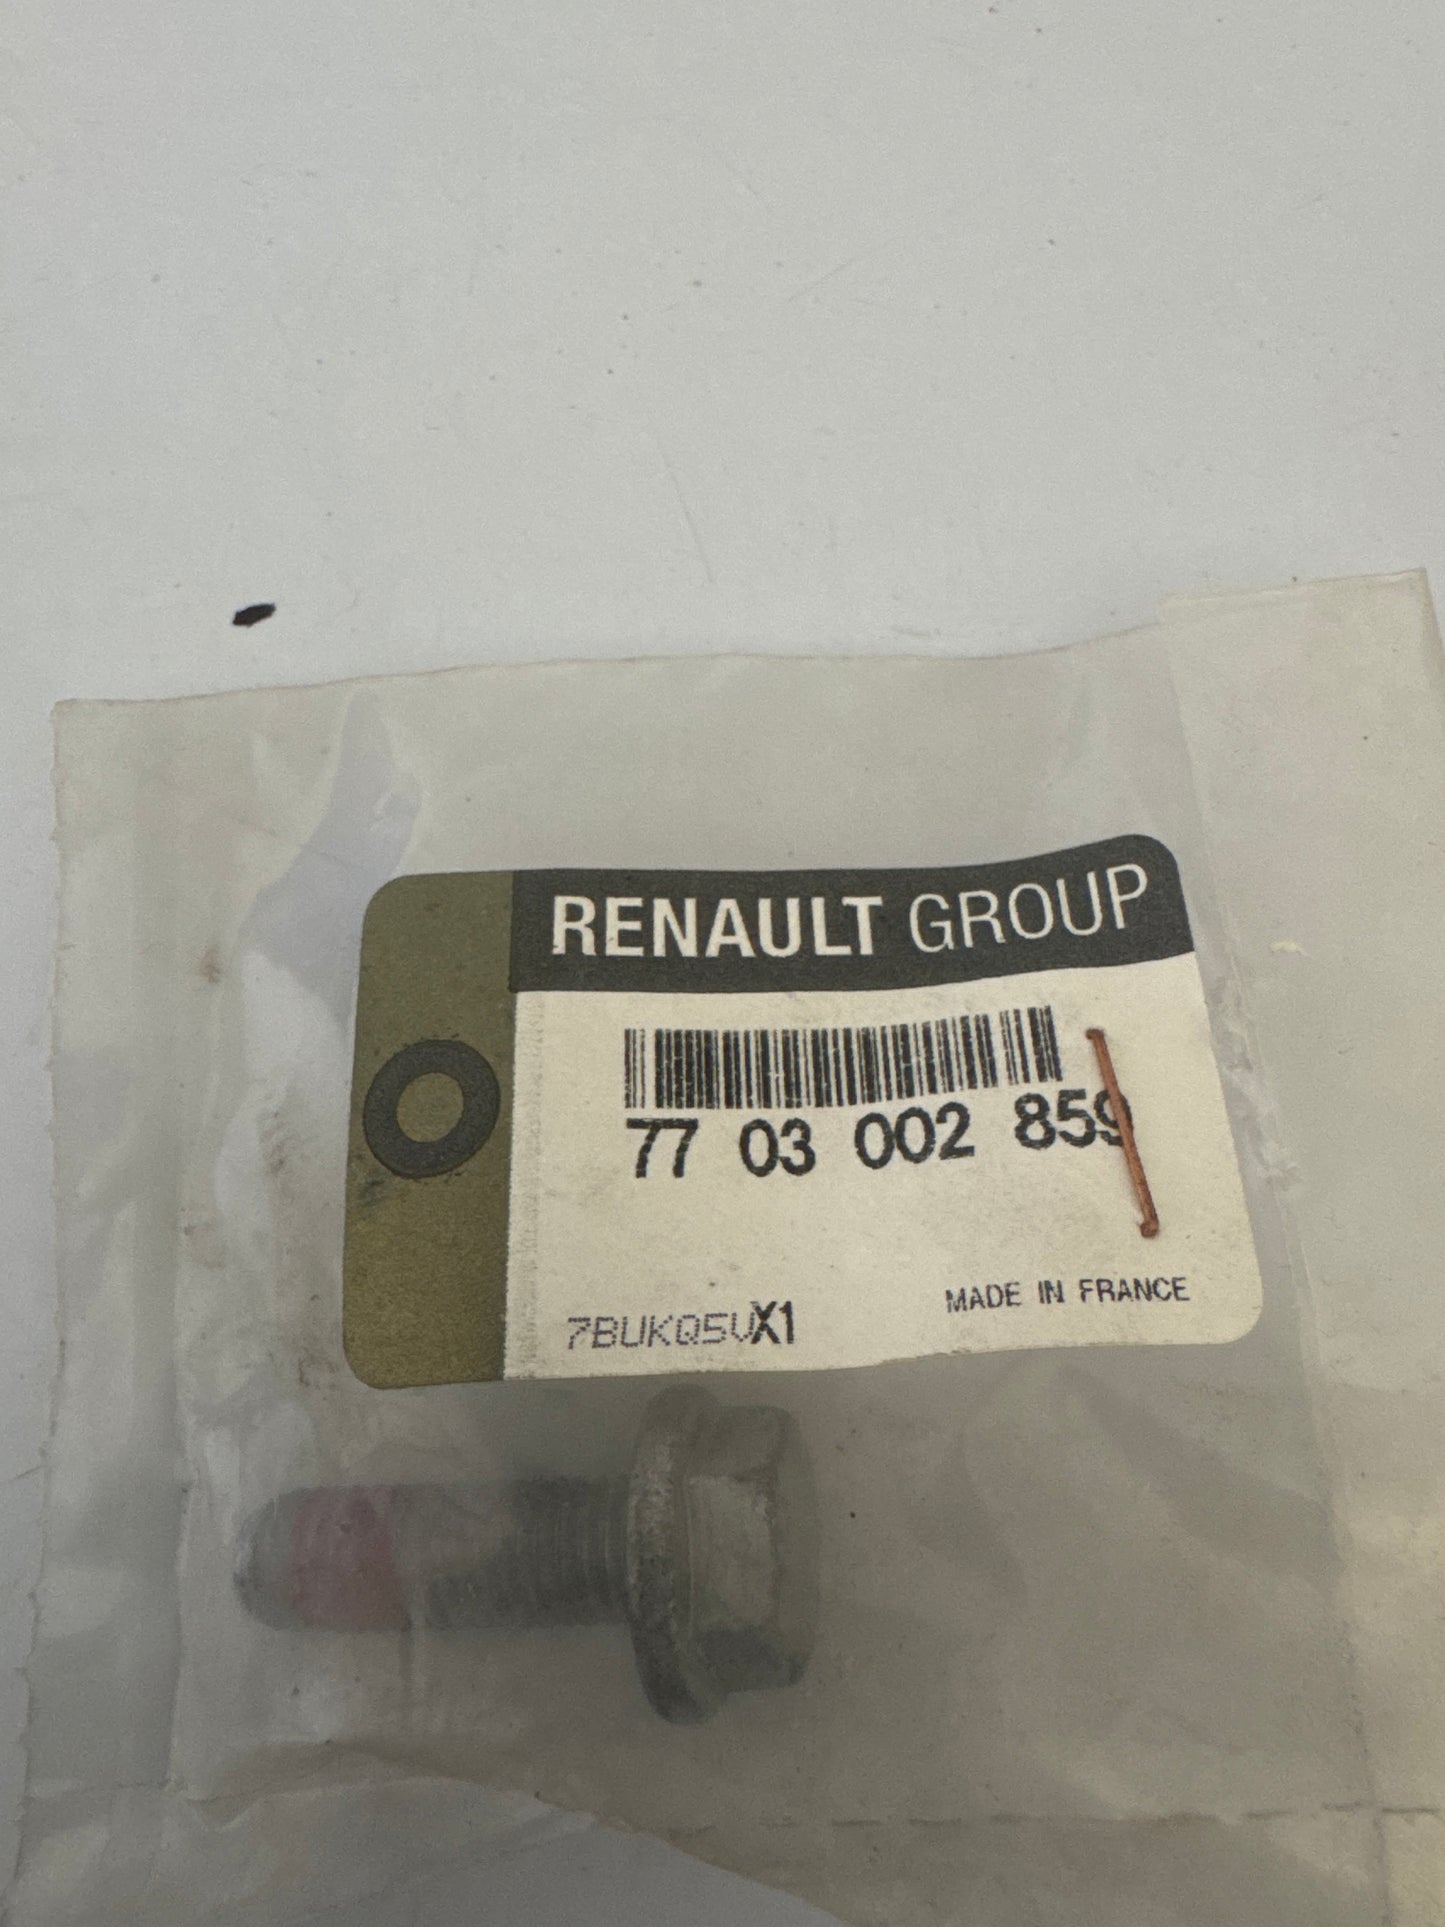 RENAULT GROUP
77 03 002 859
MADE IN FRANCE
7BUKQ5VX1